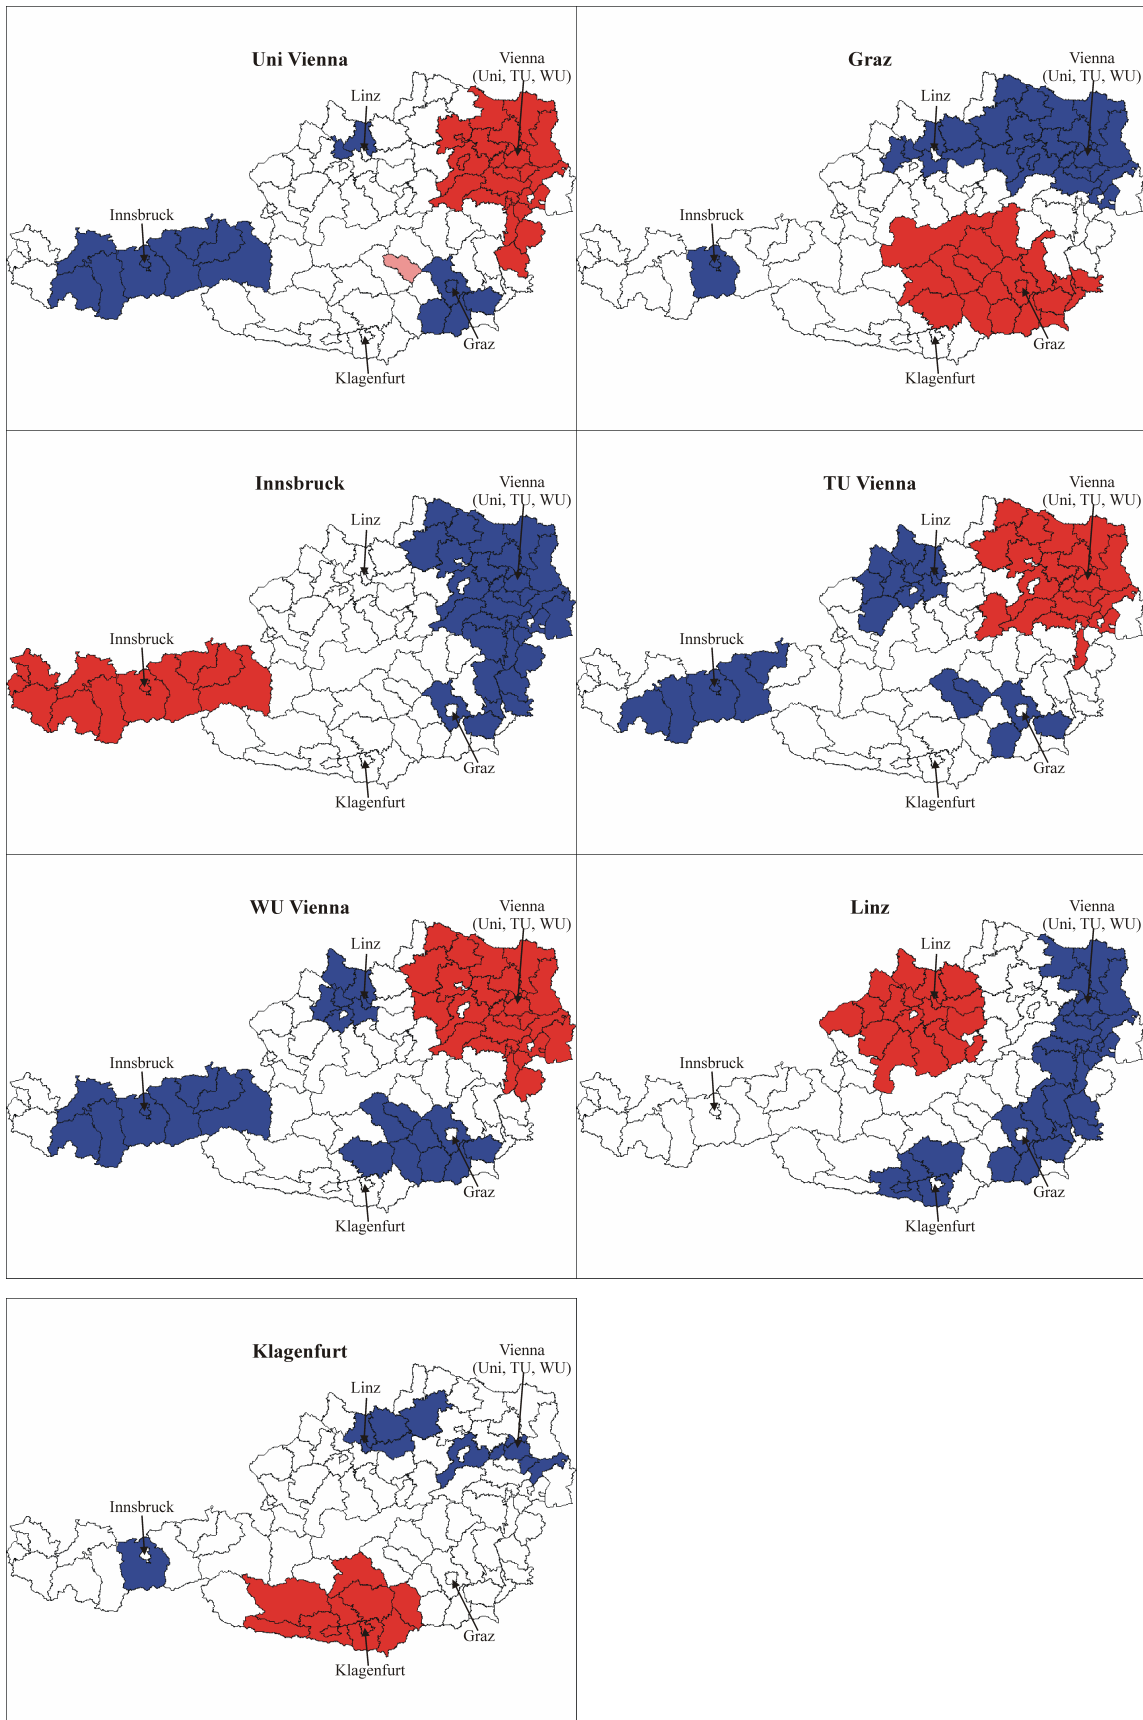 Uni Vienna
Vienna
(Uni, TU, WU)
Linz
Innsbruck
Graz
Klagenfurt
Graz
Vienna
(Uni, TU, WU)
Linz
Innsbruck
Graz
Klagenfurt
Innsbruck
Vienna
(Uni, TU, WU)
Linz
Innsbruck
Graz
Klagenfurt
TU Vienna
Vienna
(Uni, TU, WU)
Linz
Innsbruck
Graz
Klagenfurt
WU Vienna
Vienna
(Uni, TU, WU)
Linz
Innsbruck
Graz
Klagenfurt
Linz
Vienna
(Uni, TU, WU)
Linz
Innsbruck
Graz
Klagenfurt
Klagenfurt
Vienna
(Uni, TU, WU)
Linz
Innsbruck
Graz
Klagenfurt